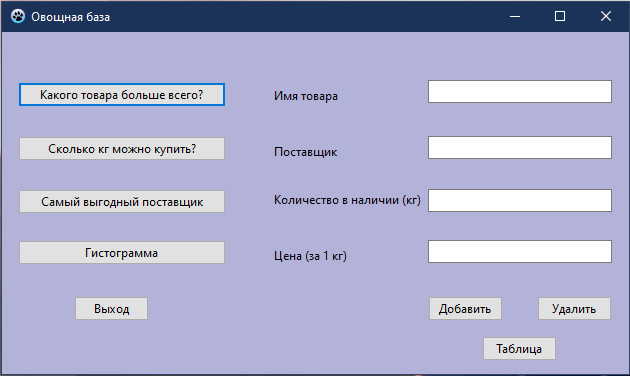 Овощная база
Какого товара больше всего?
Имя товара
Сколько кг можно купить?
Поставщик
Самый выгодный поставщик
Количество в наличии (кг)
Гистограмма
Цена (за 1 кг)
Выход
Добавить
Удалить
Таблица